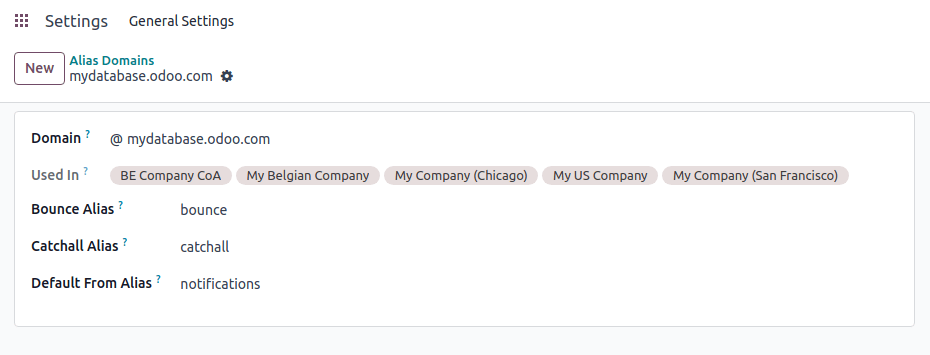 Settings General Settings
New
Alias Domains
mydatabase.odoo.com
Domain ? @ mydatabase.odoo.com
Used In ? BE Company CoA My Belgian Company My Company (Chicago) My US Company My Company (San Francisco)
Bounce Alias ? bounce
Catchall Alias ? catchall
Default From Alias ? notifications